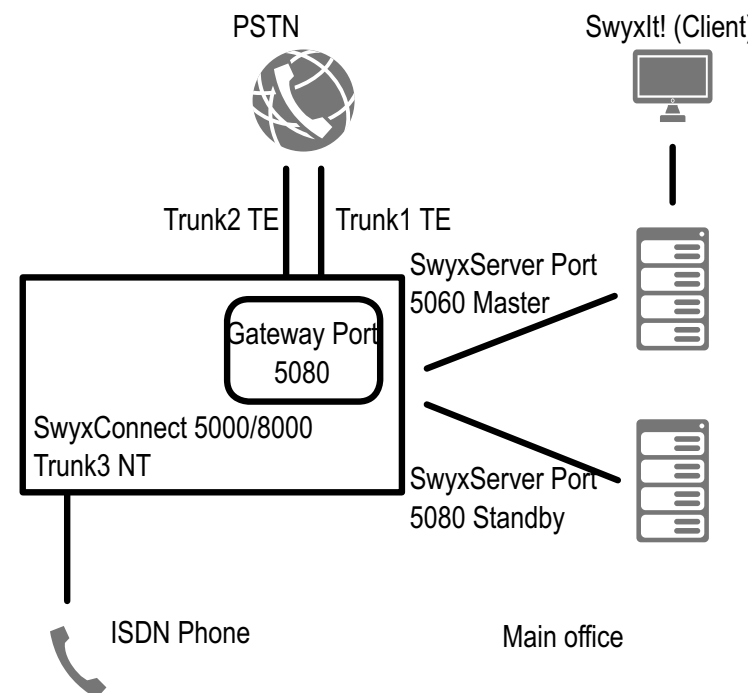 PSTN
SwyxIt! (Client)
Trunk2 TE
Trunk1 TE
SwyxServer Port
5060 Master
Gateway Port
5080
SwyxConnect 5000/8000
Trunk3 NT
SwyxServer Port
5080 Standby
ISDN Phone
Main office